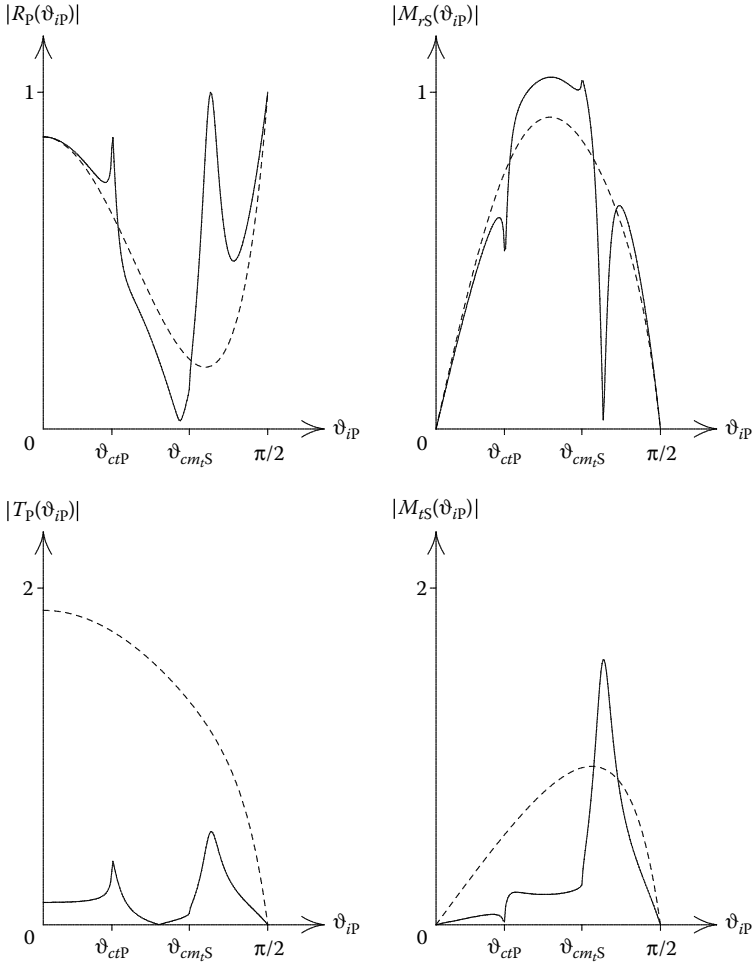 |R_P(ϑ_iP)|
1
0
ϑ_ctP
ϑ_cm_tS
π/2
ϑ_iP
|M_rS(ϑ_iP)|
1
0
ϑ_ctP
ϑ_cm_tS
π/2
ϑ_iP
|T_P(ϑ_iP)|
2
0
ϑ_ctP
ϑ_cm_tS
π/2
ϑ_iP
|M_tS(ϑ_iP)|
2
0
ϑ_ctP
ϑ_cm_tS
π/2
ϑ_iP